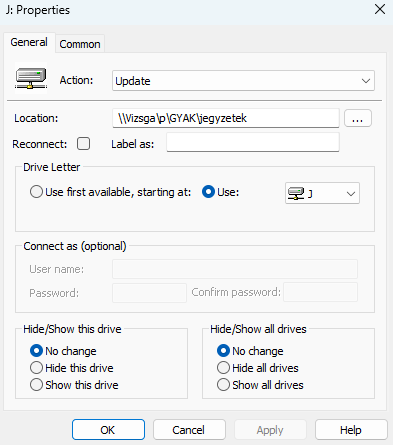 J: Properties
General
Common
Action:
Update
Location:
\\Vizsga\p\GYAK\jegyzetek
...
Reconnect:
Label as:
Drive Letter
Use first available, starting at:
Use:
J
Connect as (optional)
User name:
Password:
Confirm password:
Hide/Show this drive
No change
Hide this drive
Show this drive
Hide/Show all drives
No change
Hide all drives
Show all drives
OK
Cancel
Apply
Help